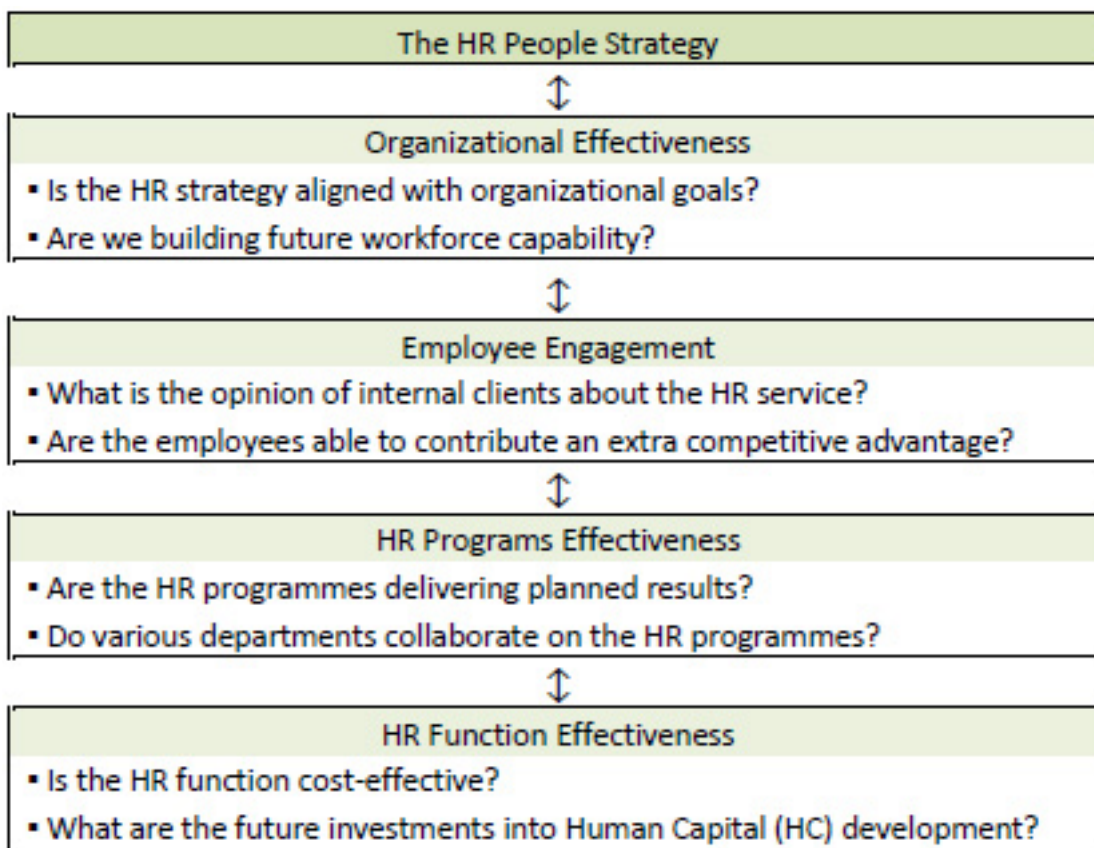 The HR People Strategy
↕
Organizational Effectiveness
▪ Is the HR strategy aligned with organizational goals?
▪ Are we building future workforce capability?
↕
Employee Engagement
▪ What is the opinion of internal clients about the HR service?
▪ Are the employees able to contribute an extra competitive advantage?
↕
HR Programs Effectiveness
▪ Are the HR programmes delivering planned results?
▪ Do various departments collaborate on the HR programmes?
↕
HR Function Effectiveness
▪ Is the HR function cost-effective?
▪ What are the future investments into Human Capital (HC) development?